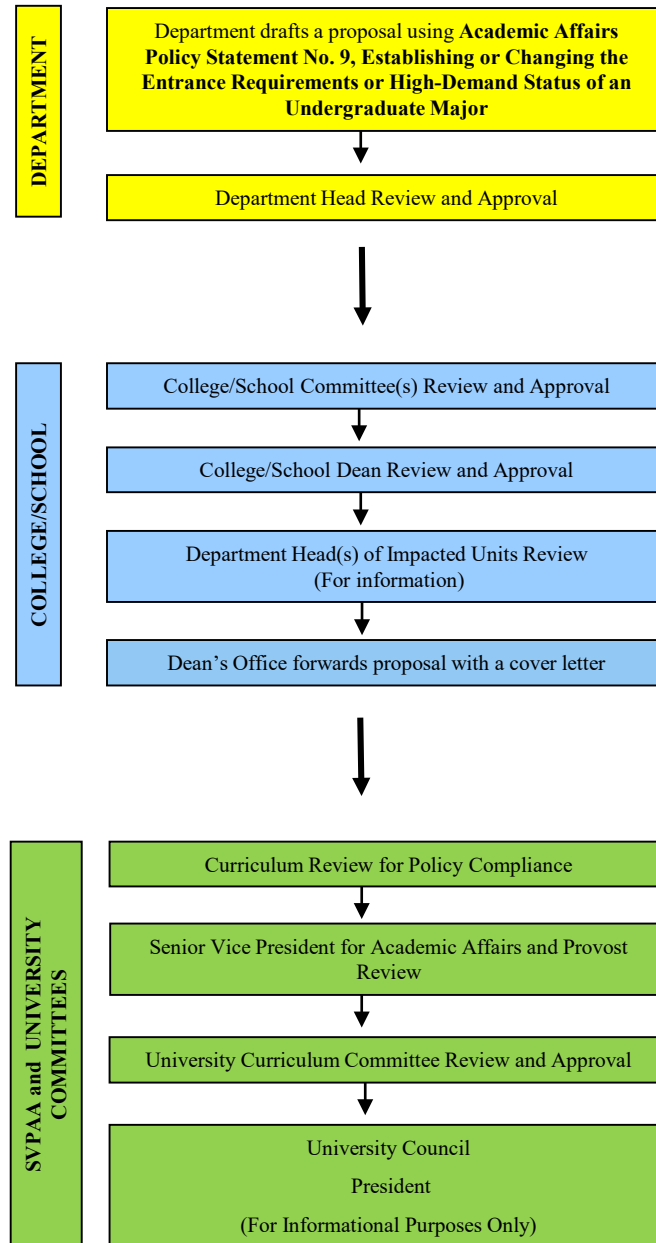 DEPARTMENT
Department drafts a proposal using Academic Affairs
Policy Statement No. 9, Establishing or Changing the
Entrance Requirements or High-Demand Status of an
Undergraduate Major
Department Head Review and Approval
COLLEGE/SCHOOL
College/School Committee(s) Review and Approval
College/School Dean Review and Approval
Department Head(s) of Impacted Units Review
(For information)
Dean’s Office forwards proposal with a cover letter
SVPAA and UNIVERSITY
COMMITTEES
Curriculum Review for Policy Compliance
Senior Vice President for Academic Affairs and Provost
Review
University Curriculum Committee Review and Approval
University Council
President
(For Informational Purposes Only)